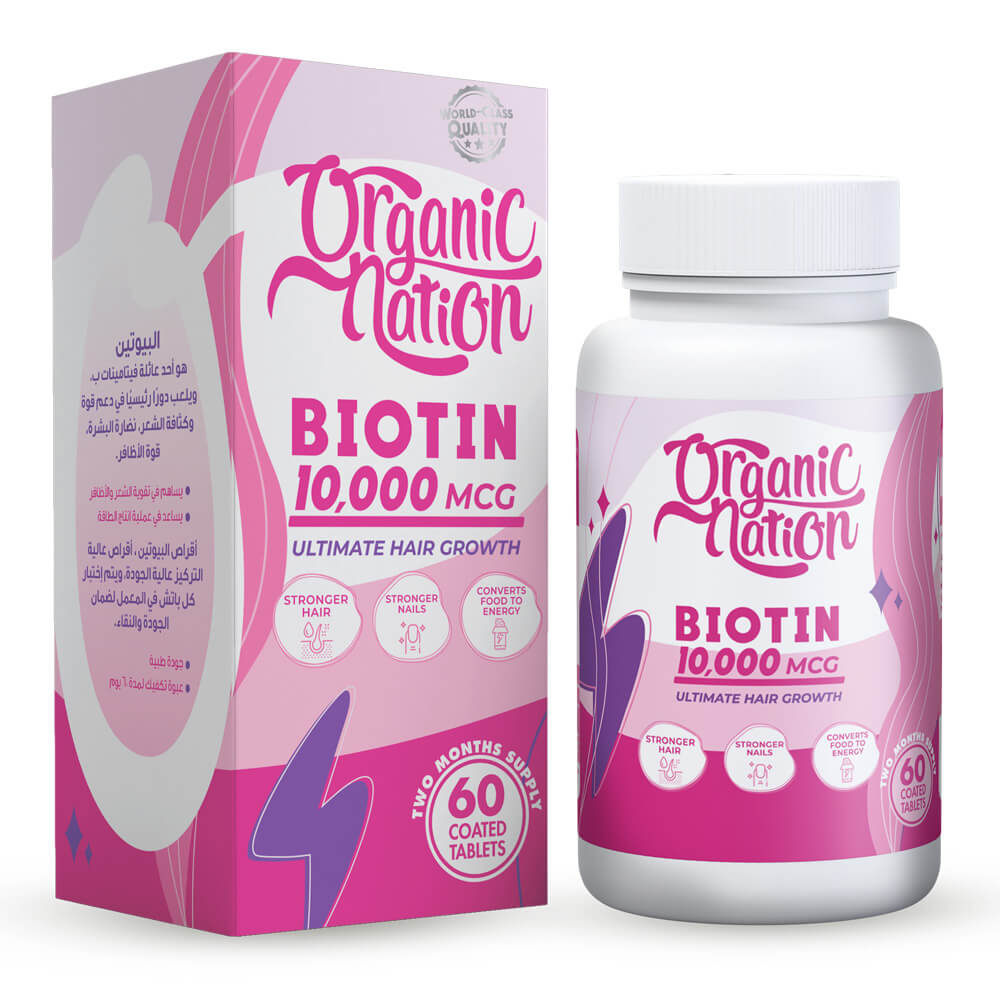 البيوتين
هو أحد عائلة فيتامينات ب،
ويلعب دورًا رئيسيًا في دعم قوة
وكثافة الشعر، نضارة البشرة،
قوة الأظافر.
• يساهم في تقوية الشعر والأظافر
• يساعد في عملية انتاج الطاقة
أقراص البيوتين ، أقراص عالية
التركيز عالية الجودة، ويتم إختبار
كل باتش في المعمل لضمان
الجودة والنقاء.
• جودة طبية
• عبوة تكفيك لمدة ٦٠ يوم
WORLD-CLASS
QUALITY
Organic
Nation
BIOTIN
10,000 MCG
ULTIMATE HAIR GROWTH
STRONGER
HAIR
STRONGER
NAILS
CONVERTS
FOOD TO
ENERGY
TWO MONTHS SUPPLY
60
COATED
TABLETS
Organic
Nation
BIOTIN
10,000 MCG
ULTIMATE HAIR GROWTH
STRONGER
HAIR
STRONGER
NAILS
CONVERTS
FOOD TO
ENERGY
TWO MONTHS SUPPLY
60
COATED
TABLETS